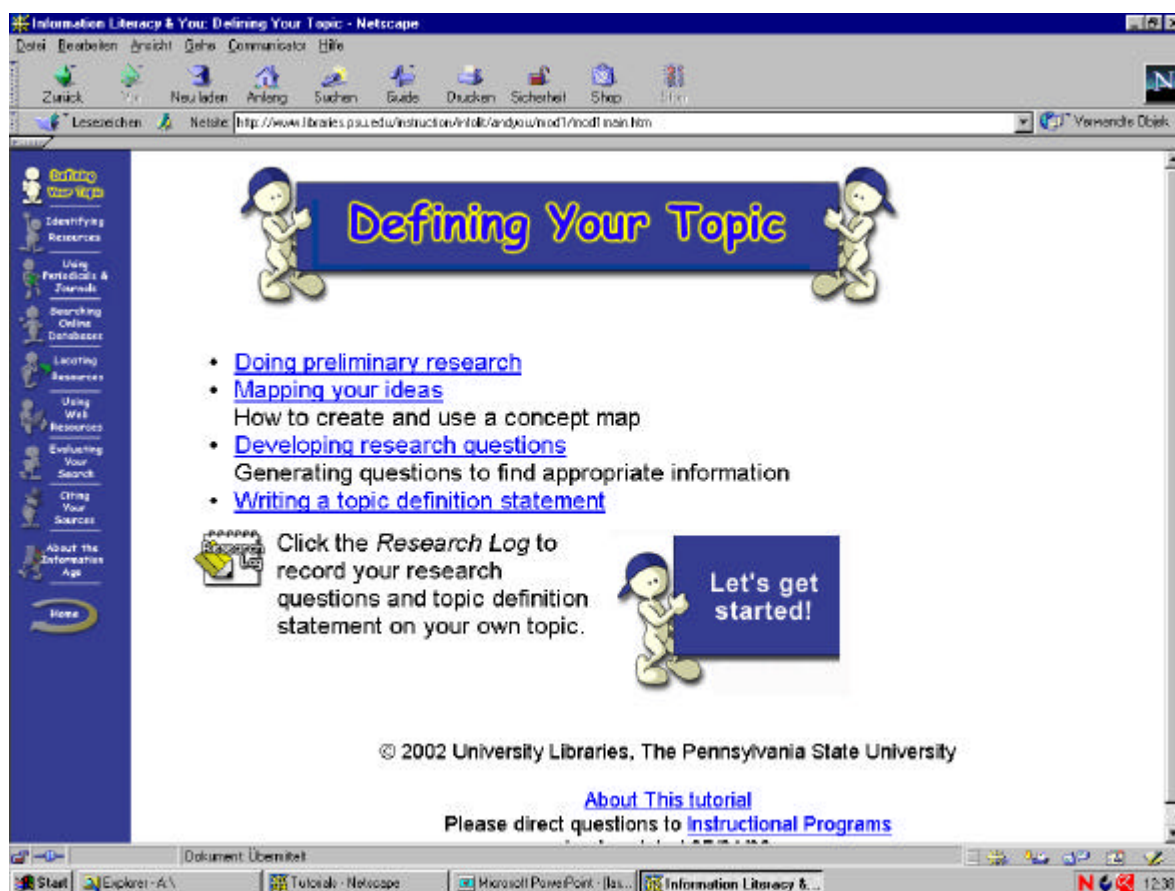 Information Literacy & You: Defining Your Topic - Netscape
Datei Bearbeiten Ansicht Gehe Communicator Hilfe
Zurück Neu laden Anfang Suchen Guide Drucken Sicherheit Shop
Lesezeichen Netsite http://www.libraries.psu.edu/instruction/infolit/andyou/mod1/mod1main.htm Verwandte Objek
Defining
Your Topic
Identifying
Resources
Using
Periodicals &
Journals
Searching
Online
Databases
Locating
Resources
Using
Web
Resources
Evaluating
Your
Search
Citing
Your
Sources
About the
Information
Age
Home
Defining Your Topic
• Doing preliminary research
• Mapping your ideas
How to create and use a concept map
• Developing research questions
Generating questions to find appropriate information
• Writing a topic definition statement
Click the Research Log to
record your research
questions and topic definition
statement on your own topic.
Let's get
started!
© 2002 University Libraries, The Pennsylvania State University
About This tutorial
Please direct questions to Instructional Programs
Dokument: Übermittelt
Start Explorer - A:\ Tutorials - Netscape Microsoft PowerPoint - [las... Information Literacy &...